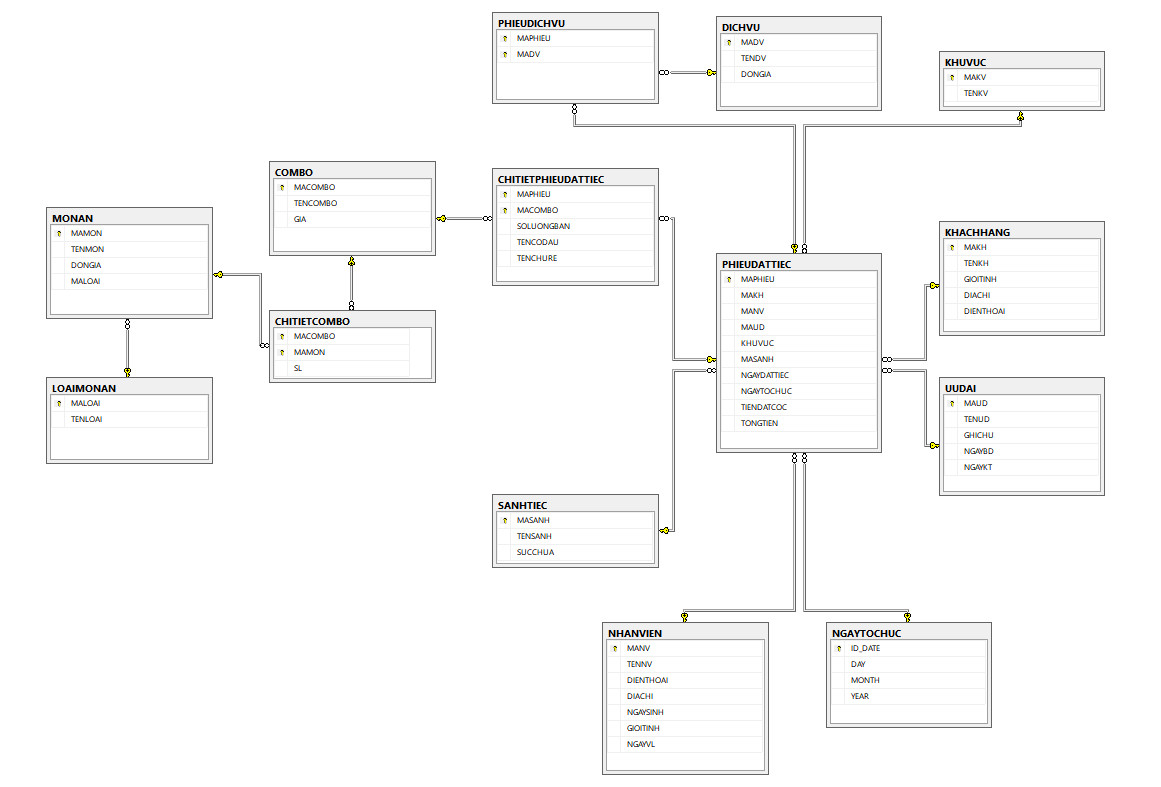 PHIEUDICHVU
MAPHIEU
MADV
DICHVU
MADV
TENDV
DONGIA
KHUVUC
MAKV
TENKV
COMBO
MACOMBO
TENCOMBO
GIA
CHITIETPHIEUDATTIEC
MAPHIEU
MACOMBO
SOLUONGBAN
TENCODAU
TENCHURE
MONAN
MAMON
TENMON
DONGIA
MALOAI
KHACHHANG
MAKH
TENKH
GIOITINH
DIACHI
DIENTHOAI
PHIEUDATTIEC
MAPHIEU
MAKH
MANV
MAUD
KHUVUC
MASANH
NGAYDATTIEC
NGAYTOCHUC
TIENDATCOC
TONGTIEN
CHITIETCOMBO
MACOMBO
MAMON
SL
LOAIMONAN
MALOAI
TENLOAI
UUDAI
MAUD
TENUD
GHICHU
NGAYBD
NGAYKT
SANHTIEC
MASANH
TENSANH
SUCCHUA
NHANVIEN
MANV
TENNV
DIENTHOAI
DIACHI
NGAYSINH
GIOITINH
NGAYVL
NGAYTOCHUC
ID_DATE
DAY
MONTH
YEAR